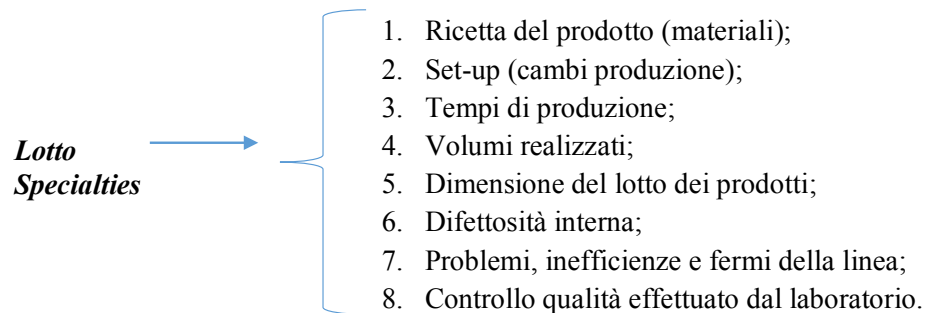 Lotto
Specialties
1. Ricetta del prodotto (materiali);
2. Set-up (cambi produzione);
3. Tempi di produzione;
4. Volumi realizzati;
5. Dimensione del lotto dei prodotti;
6. Difettosità interna;
7. Problemi, inefficienze e fermi della linea;
8. Controllo qualità effettuato dal laboratorio.